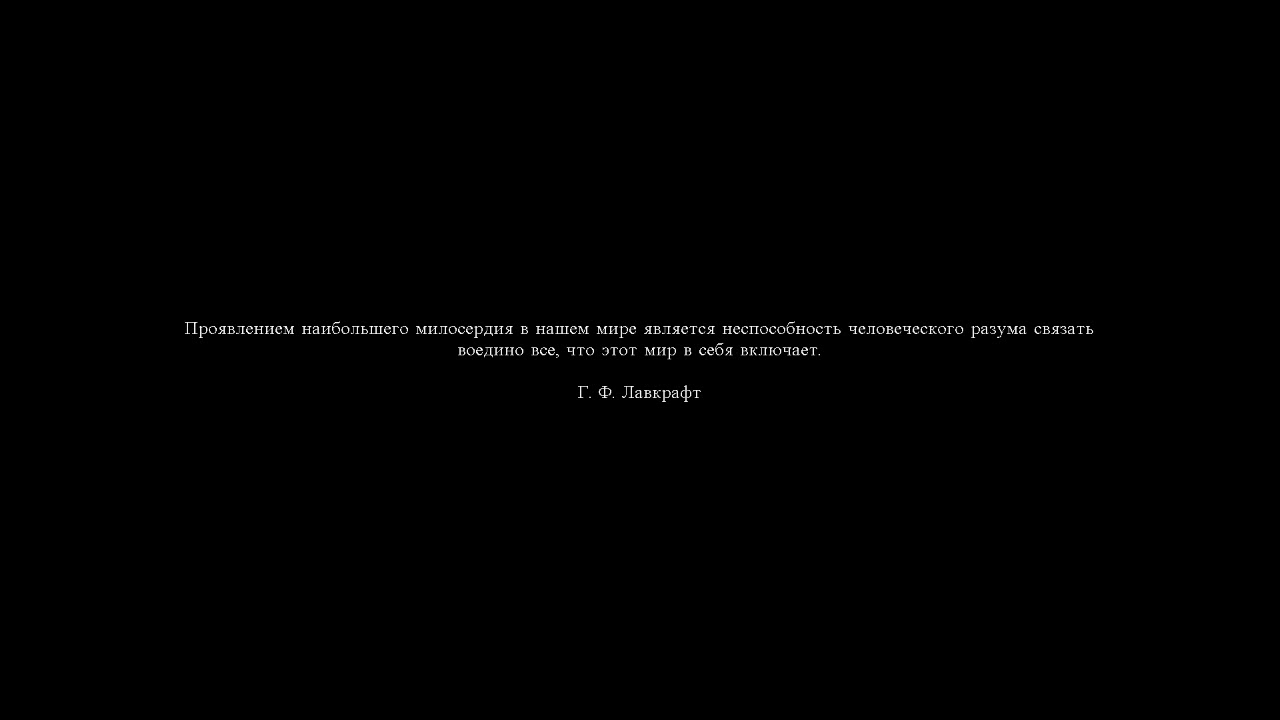 Проявлением наибольшего милосердия в нашем мире является неспособность человеческого разума связать
воедино все, что этот мир в себя включает.
Г. Ф. Лавкрафт